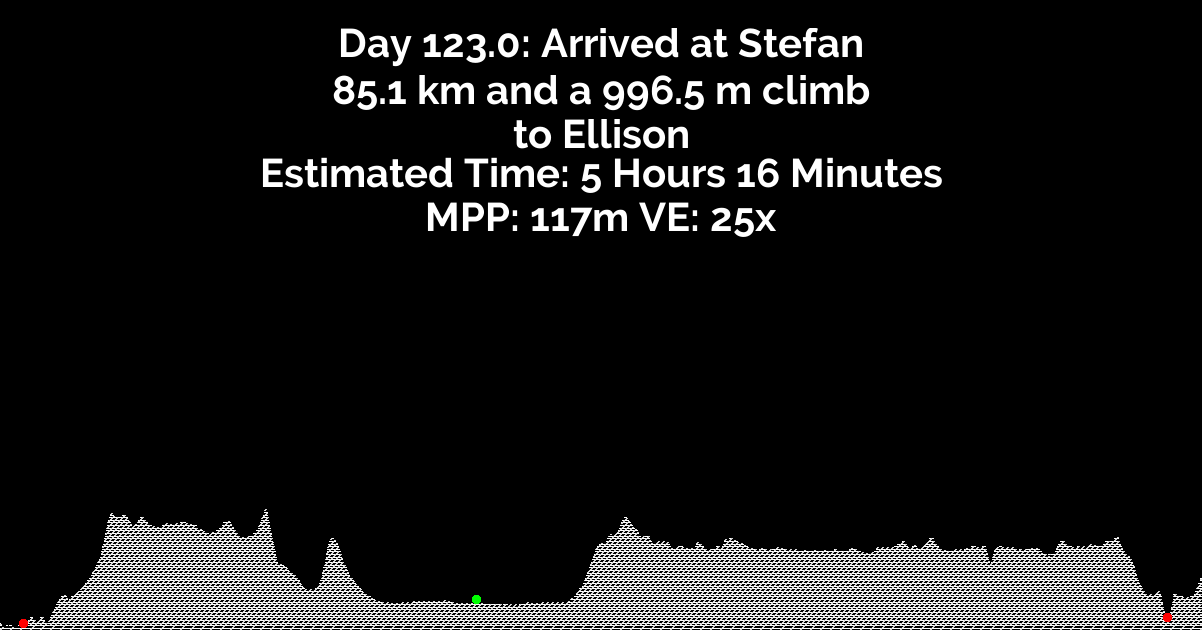 Day 123.0: Arrived at Stefan
85.1 km and a 996.5 m climb
to Ellison
Estimated Time: 5 Hours 16 Minutes
MPP: 117m VE: 25x